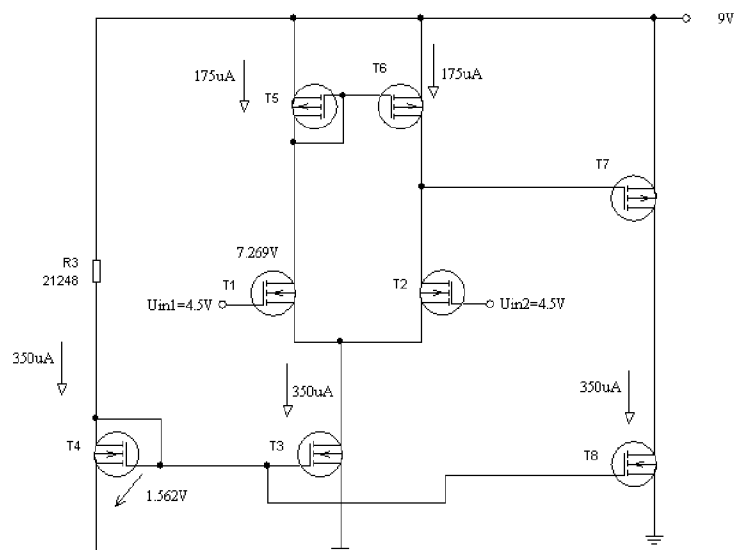 9V
175uA
T5
T6
175uA
T7
7.269V
R3
21248
T1
T2
Uin1=4.5V
Uin2=4.5V
350uA
350uA
350uA
T4
T3
T8
1.562V